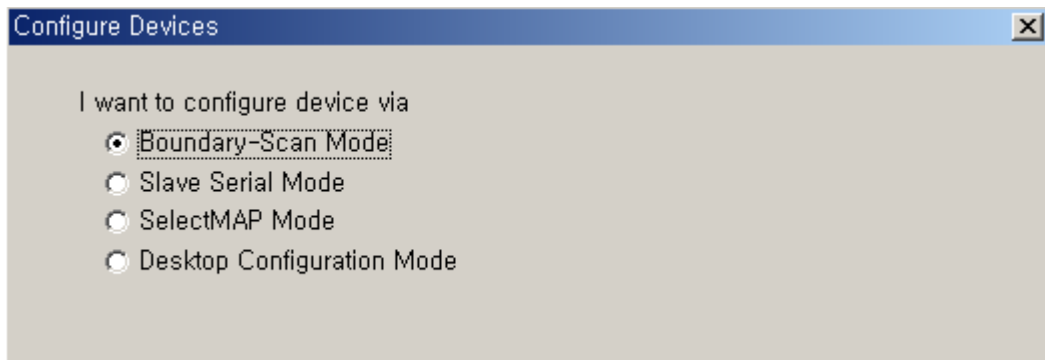 Configure Devices
I want to configure device via
Boundary-Scan Mode
Slave Serial Mode
SelectMAP Mode
Desktop Configuration Mode